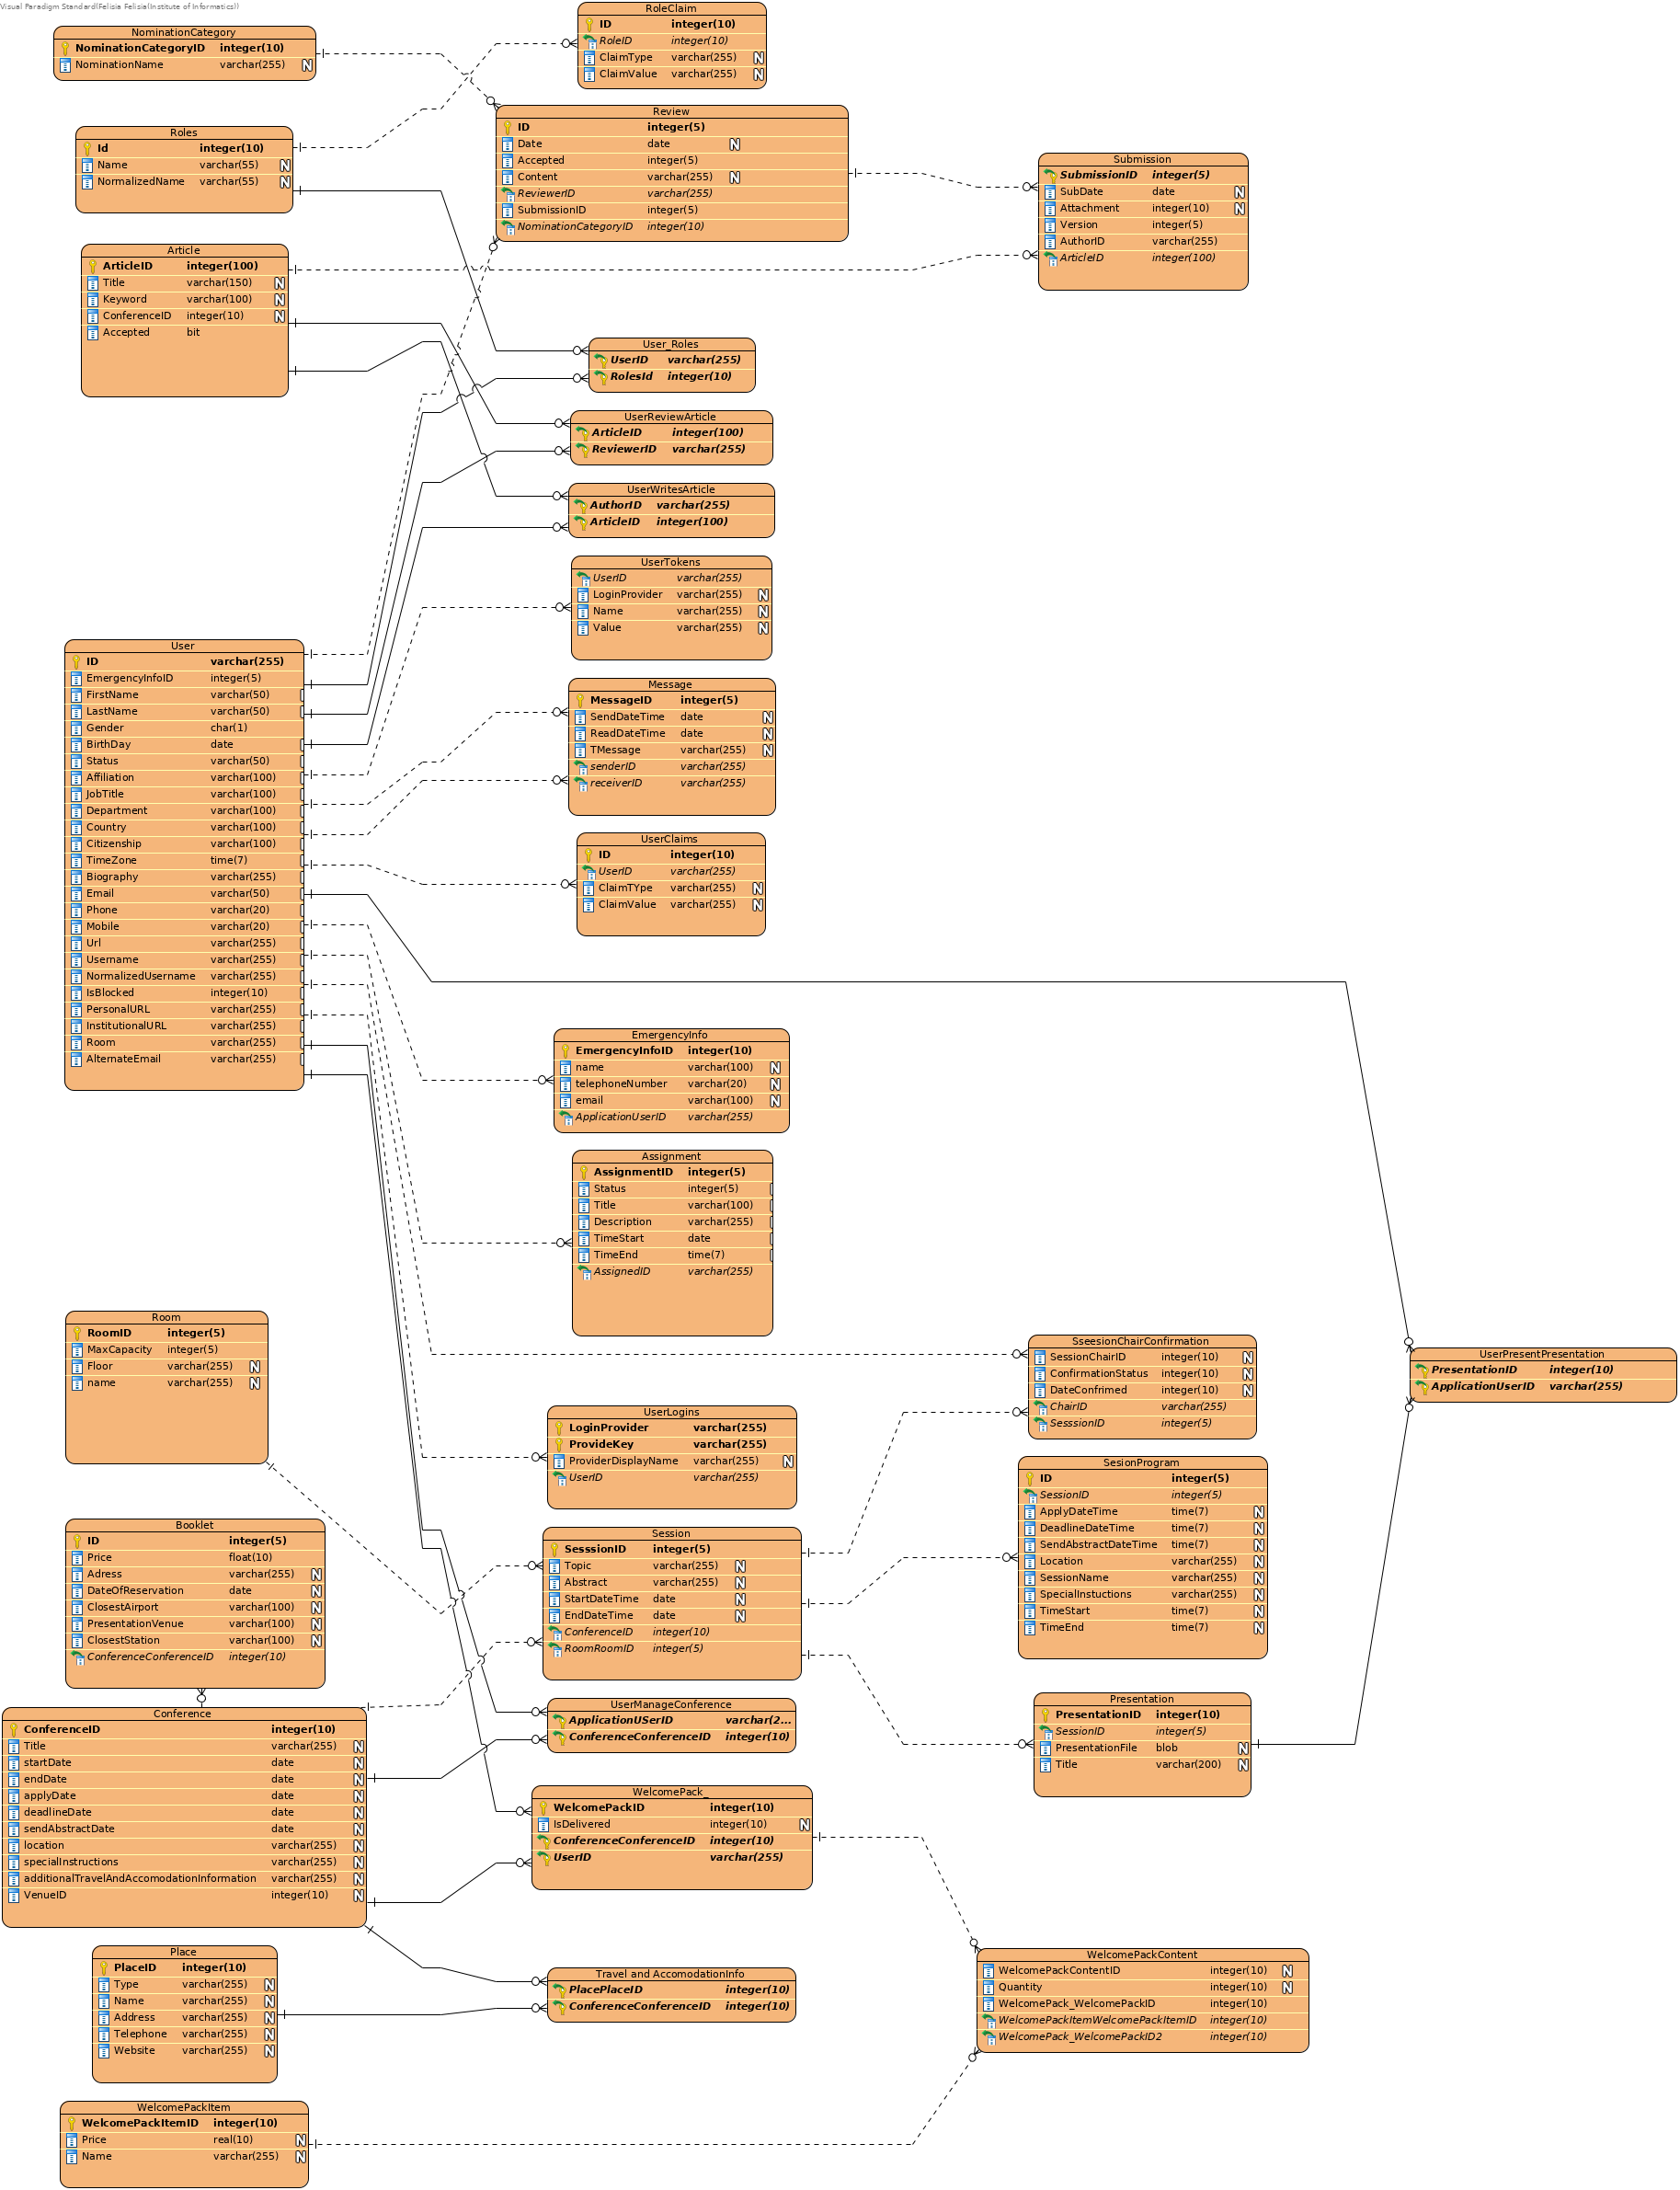 Visual Paradigm Standard(Felisia Felisia(Institute of Informatics))
NominationCategory
NominationCategoryID integer(10)
NominationName varchar(255) N
RoleClaim
ID integer(10)
RoleID integer(10)
ClaimType varchar(255) N
ClaimValue varchar(255) N
Roles
Id integer(10)
Name varchar(55) N
NormalizedName varchar(55) N
Review
ID integer(5)
Date date N
Accepted integer(5)
Content varchar(255) N
ReviewerID varchar(255)
SubmissionID integer(5)
NominationCategoryID integer(10)
Submission
SubmissionID integer(5)
SubDate date N
Attachment integer(10) N
Version integer(5)
AuthorID varchar(255)
ArticleID integer(100)
Article
ArticleID integer(100)
Title varchar(150) N
Keyword varchar(100) N
ConferenceID integer(10) N
Accepted bit
User_Roles
UserID varchar(255)
RolesId integer(10)
UserReviewArticle
ArticleID integer(100)
ReviewerID varchar(255)
UserWritesArticle
AuthorID varchar(255)
ArticleID integer(100)
UserTokens
UserID varchar(255)
LoginProvider varchar(255) N
Name varchar(255) N
Value varchar(255) N
User
ID varchar(255)
EmergencyInfoID integer(5)
FirstName varchar(50)
LastName varchar(50)
Gender char(1)
BirthDay date
Status varchar(50)
Affiliation varchar(100)
JobTitle varchar(100)
Department varchar(100)
Country varchar(100)
Citizenship varchar(100)
TimeZone time(7)
Biography varchar(255)
Email varchar(50)
Phone varchar(20)
Mobile varchar(20)
Url varchar(255)
Username varchar(255)
NormalizedUsername varchar(255)
IsBlocked integer(10)
PersonalURL varchar(255)
InstitutionalURL varchar(255)
Room varchar(255)
AlternateEmail varchar(255)
Message
MessageID integer(5)
SendDateTime date N
ReadDateTime date N
TMessage varchar(255) N
senderID varchar(255)
receiverID varchar(255)
UserClaims
ID integer(10)
UserID varchar(255)
ClaimTYpe varchar(255) N
ClaimValue varchar(255) N
EmergencyInfo
EmergencyInfoID integer(10)
name varchar(100) N
telephoneNumber varchar(20) N
email varchar(100) N
ApplicationUserID varchar(255)
Assignment
AssignmentID integer(5)
Status integer(5)
Title varchar(100)
Description varchar(255)
TimeStart date
TimeEnd time(7)
AssignedID varchar(255)
Room
RoomID integer(5)
MaxCapacity integer(5)
Floor varchar(255) N
name varchar(255) N
SseesionChairConfirmation
SessionChairID integer(10) N
ConfirmationStatus integer(10) N
DateConfrimed integer(10) N
ChairID varchar(255)
SesssionID integer(5)
UserPresentPresentation
PresentationID integer(10)
ApplicationUserID varchar(255)
UserLogins
LoginProvider varchar(255)
ProvideKey varchar(255)
ProviderDisplayName varchar(255) N
UserID varchar(255)
SesionProgram
ID integer(5)
SessionID integer(5)
ApplyDateTime time(7) N
DeadlineDateTime time(7) N
SendAbstractDateTime time(7) N
Location varchar(255) N
SessionName varchar(255) N
SpecialInstuctions varchar(255) N
TimeStart time(7) N
TimeEnd time(7) N
Booklet
ID integer(5)
Price float(10)
Adress varchar(255) N
DateOfReservation date N
ClosestAirport varchar(100) N
PresentationVenue varchar(100) N
ClosestStation varchar(100) N
ConferenceConferenceID integer(10)
Session
SesssionID integer(5)
Topic varchar(255) N
Abstract varchar(255) N
StartDateTime date N
EndDateTime date N
ConferenceID integer(10)
RoomRoomID integer(5)
Presentation
PresentationID integer(10)
SessionID integer(5)
PresentationFile blob N
Title varchar(200) N
Conference
ConferenceID integer(10)
Title varchar(255) N
startDate date N
endDate date N
applyDate date N
deadlineDate date N
sendAbstractDate date N
location varchar(255) N
specialInstructions varchar(255) N
additionalTravelAndAccomodationInformation varchar(255) N
VenueID integer(10) N
UserManageConference
ApplicationUSerID varchar(2...
ConferenceConferenceID integer(10)
WelcomePack_
WelcomePackID integer(10)
IsDelivered integer(10) N
ConferenceConferenceID integer(10)
UserID varchar(255)
Place
PlaceID integer(10)
Type varchar(255) N
Name varchar(255) N
Address varchar(255) N
Telephone varchar(255) N
Website varchar(255) N
Travel and AccomodationInfo
PlacePlaceID integer(10)
ConferenceConferenceID integer(10)
WelcomePackContent
WelcomePackContentID integer(10) N
Quantity integer(10) N
WelcomePack_WelcomePackID integer(10)
WelcomePackItemWelcomePackItemID integer(10)
WelcomePack_WelcomePackID2 integer(10)
WelcomePackItem
WelcomePackItemID integer(10)
Price real(10) N
Name varchar(255) N